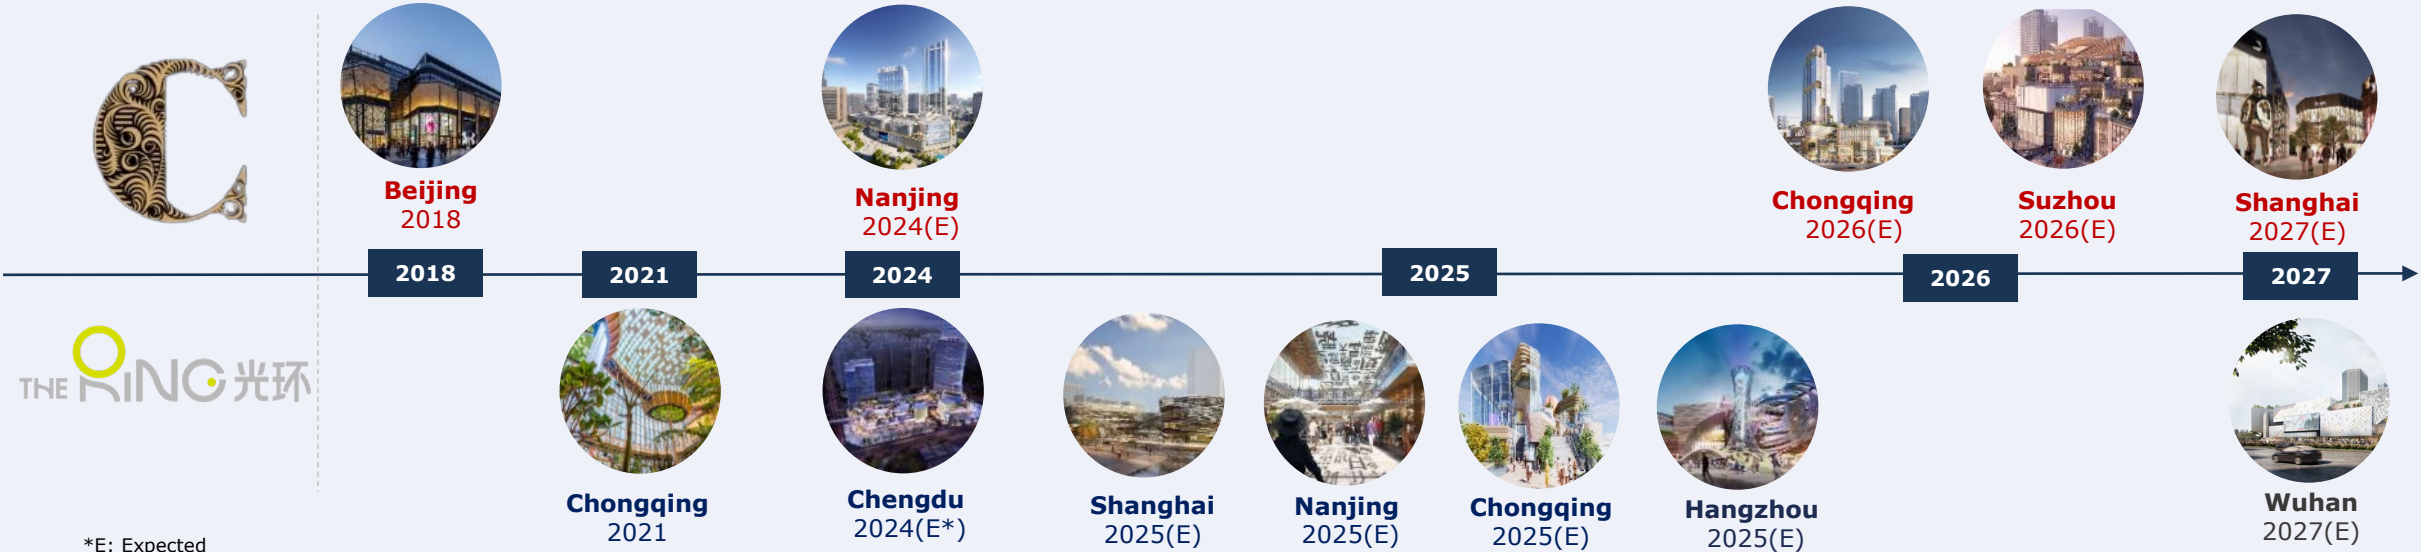 C
Beijing
2018
Nanjing
2024(E)
Chongqing
2026(E)
Suzhou
2026(E)
Shanghai
2027(E)
2018
2021
2024
2025
2026
2027
THE RING 光环
Chongqing
2021
Chengdu
2024(E*)
Shanghai
2025(E)
Nanjing
2025(E)
Chongqing
2025(E)
Hangzhou
2025(E)
Wuhan
2027(E)
*E: Expected